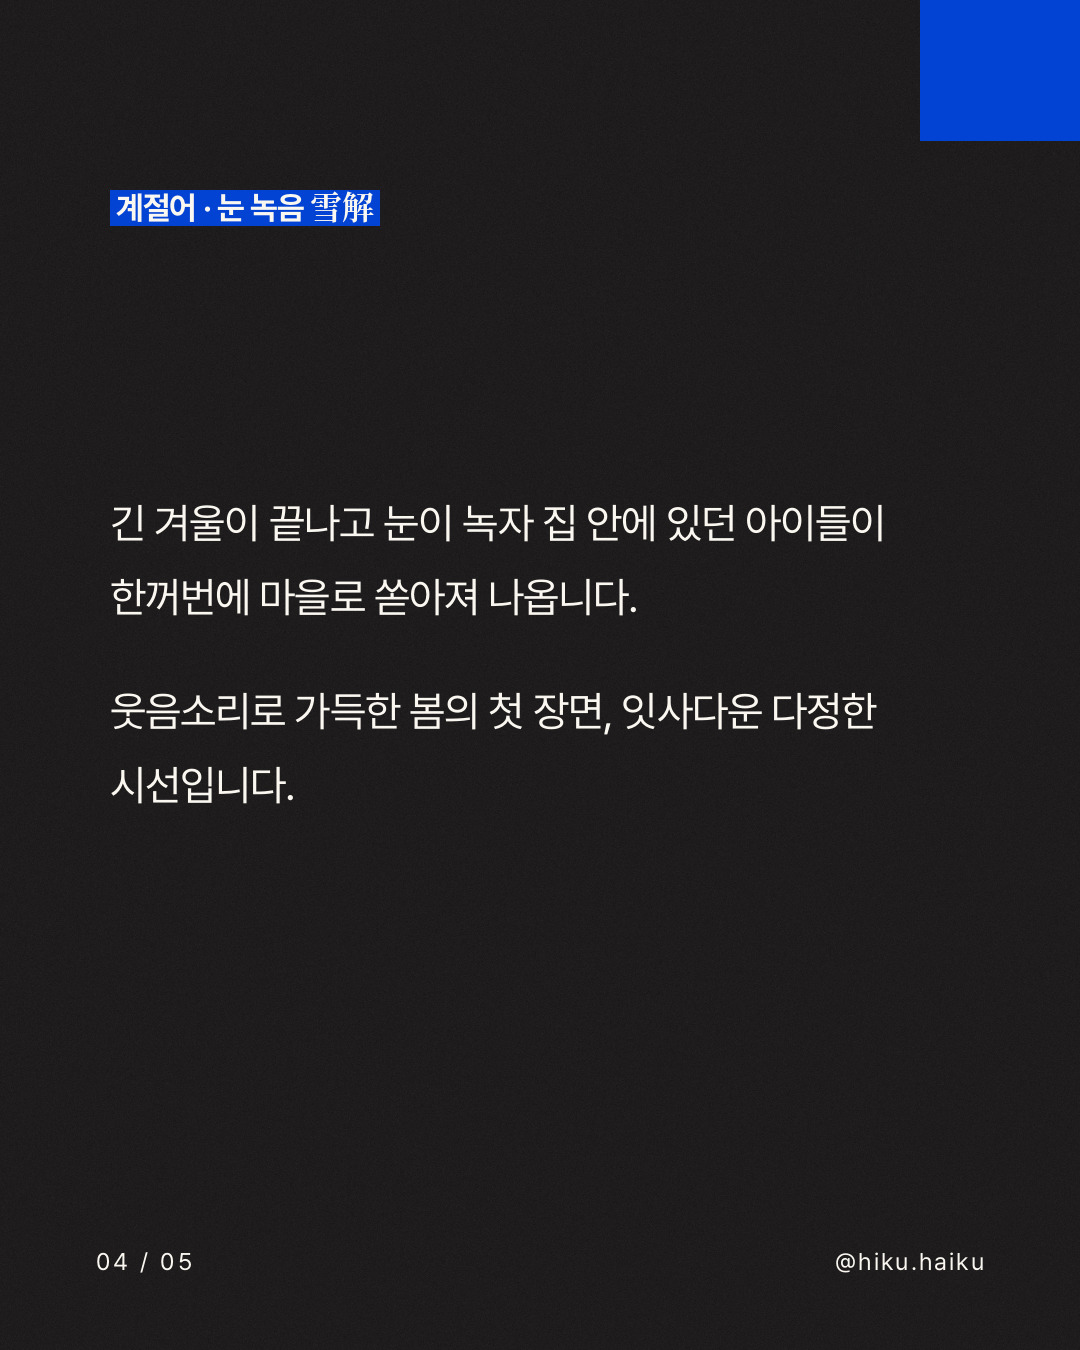 계절어 · 눈 녹음 雪解
긴 겨울이 끝나고 눈이 녹자 집 안에 있던 아이들이
한꺼번에 마을로 쏟아져 나옵니다.
웃음소리로 가득한 봄의 첫 장면, 잇사다운 다정한
시선입니다.
04 / 05
@hiku.haiku